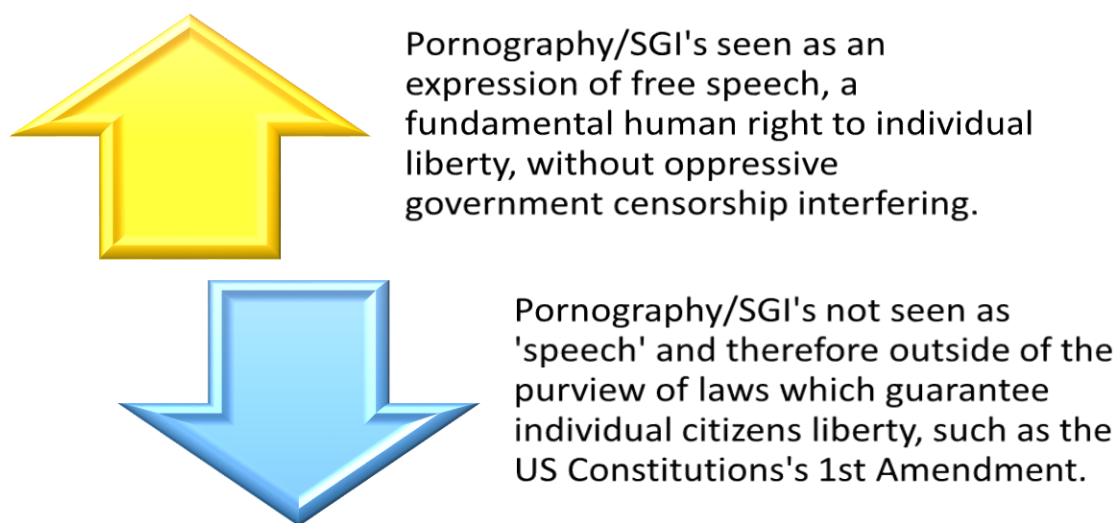 Pornography/SGI's seen as an
expression of free speech, a
fundamental human right to individual
liberty, without oppressive
government censorship interfering.
Pornography/SGI's not seen as
'speech' and therefore outside of the
purview of laws which guarantee
individual citizens liberty, such as the
US Constitutions's 1st Amendment.